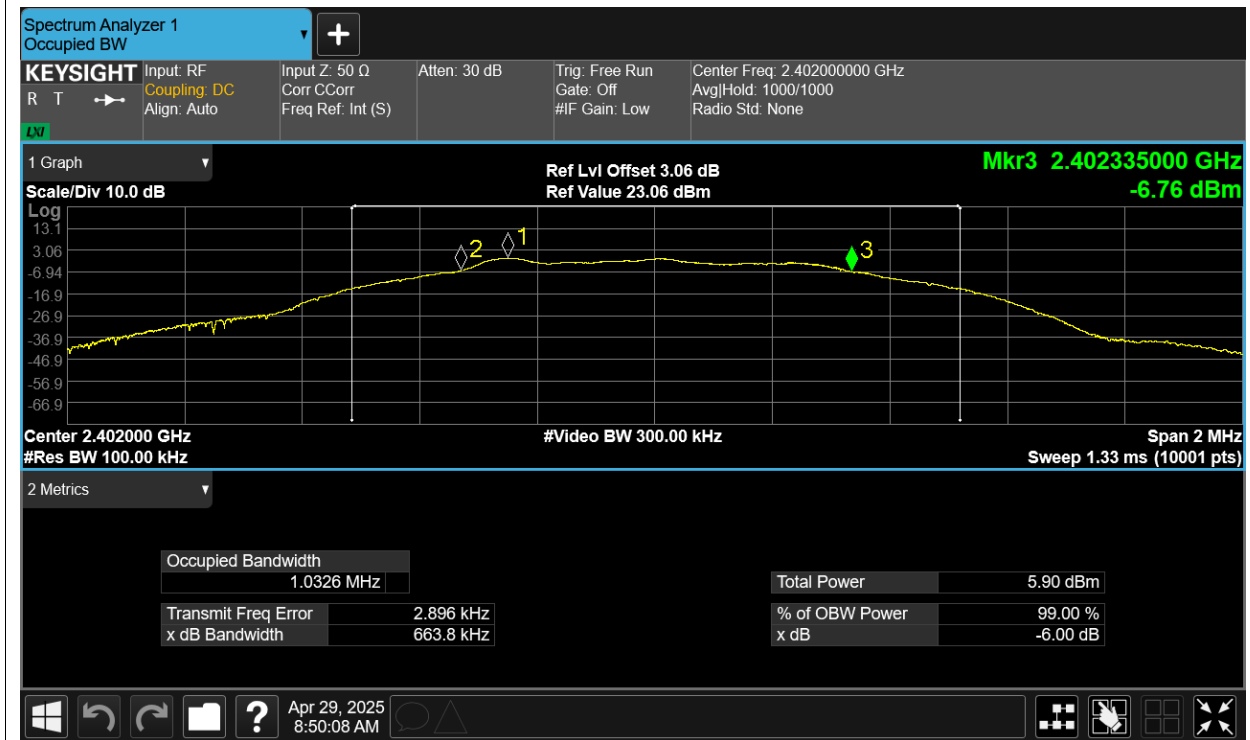 Spectrum Analyzer 1
Occupied BW
+
KEYSIGHT
R T
LXI
Input: RF
Coupling: DC
Align: Auto
Input Z: 50 Ω
Corr CCorr
Freq Ref: Int (S)
Atten: 30 dB
Trig: Free Run
Gate: Off
#IF Gain: Low
Center Freq: 2.402000000 GHz
Avg|Hold: 1000/1000
Radio Std: None
1 Graph
Scale/Div 10.0 dB
Ref Lvl Offset 3.06 dB
Ref Value 23.06 dBm
Mkr3 2.402335000 GHz
-6.76 dBm
Log
13.1
3.06
-6.94
-16.9
-26.9
-36.9
-46.9
-56.9
-66.9
2
1
3
Center 2.402000 GHz
#Res BW 100.00 kHz
#Video BW 300.00 kHz
Span 2 MHz
Sweep 1.33 ms (10001 pts)
2 Metrics
Occupied Bandwidth
1.0326 MHz
Transmit Freq Error 2.896 kHz
x dB Bandwidth 663.8 kHz
Total Power 5.90 dBm
% of OBW Power 99.00 %
x dB -6.00 dB
?
Apr 29, 2025
8:50:08 AM